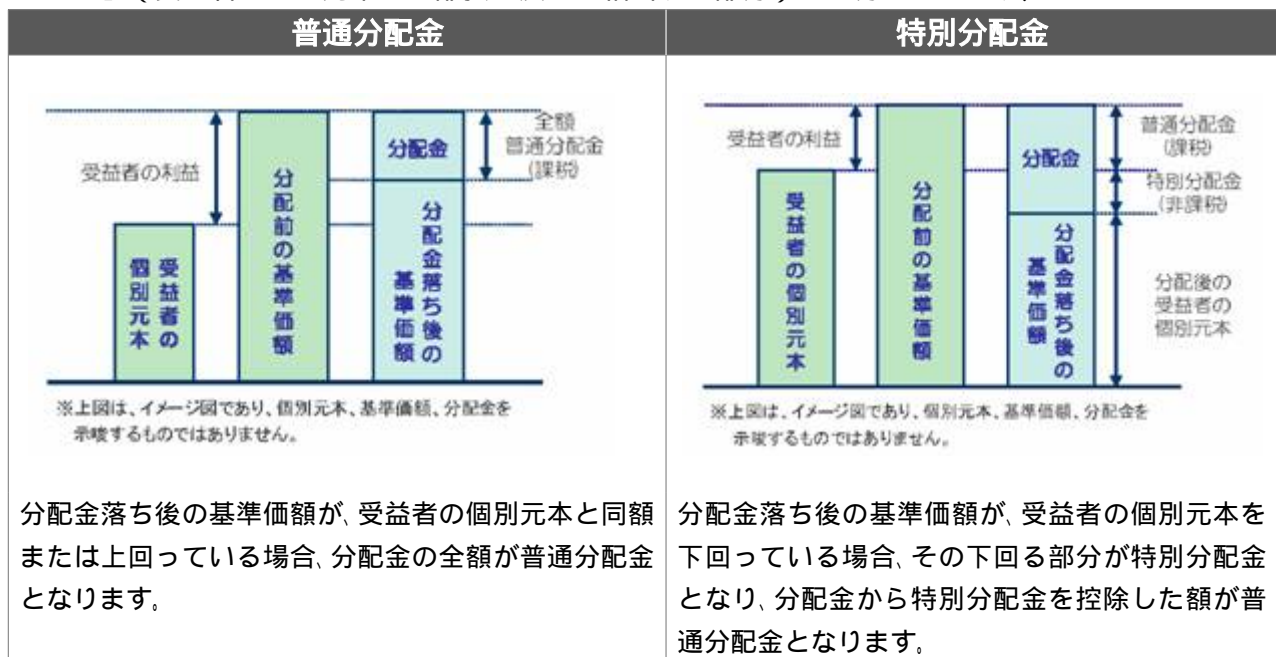 普通分配金
全額
普通分配金
(課税)
受益者の利益
分配金
分配前の基準価額
受益者の
個別元本
分配金落ち後の
基準価額
※上図は、イメージ図であり、個別元本、基準価額、分配金を
示唆するものではありません。
分配金落ち後の基準価額が、受益者の個別元本と同額
または上回っている場合、分配金の全額が普通分配金
となります。
特別分配金
受益者の利益
普通分配金
(課税)
分配金
特別分配金
(非課税)
受益者の個別元本
分配前の基準価額
分配金落ち後の
基準価額
分配後の
受益者の
個別元本
※上図は、イメージ図であり、個別元本、基準価額、分配金を
示唆するものではありません。
分配金落ち後の基準価額が、受益者の個別元本を
下回っている場合、その下回る部分が特別分配金
となり、分配金から特別分配金を控除した額が普
通分配金となります。